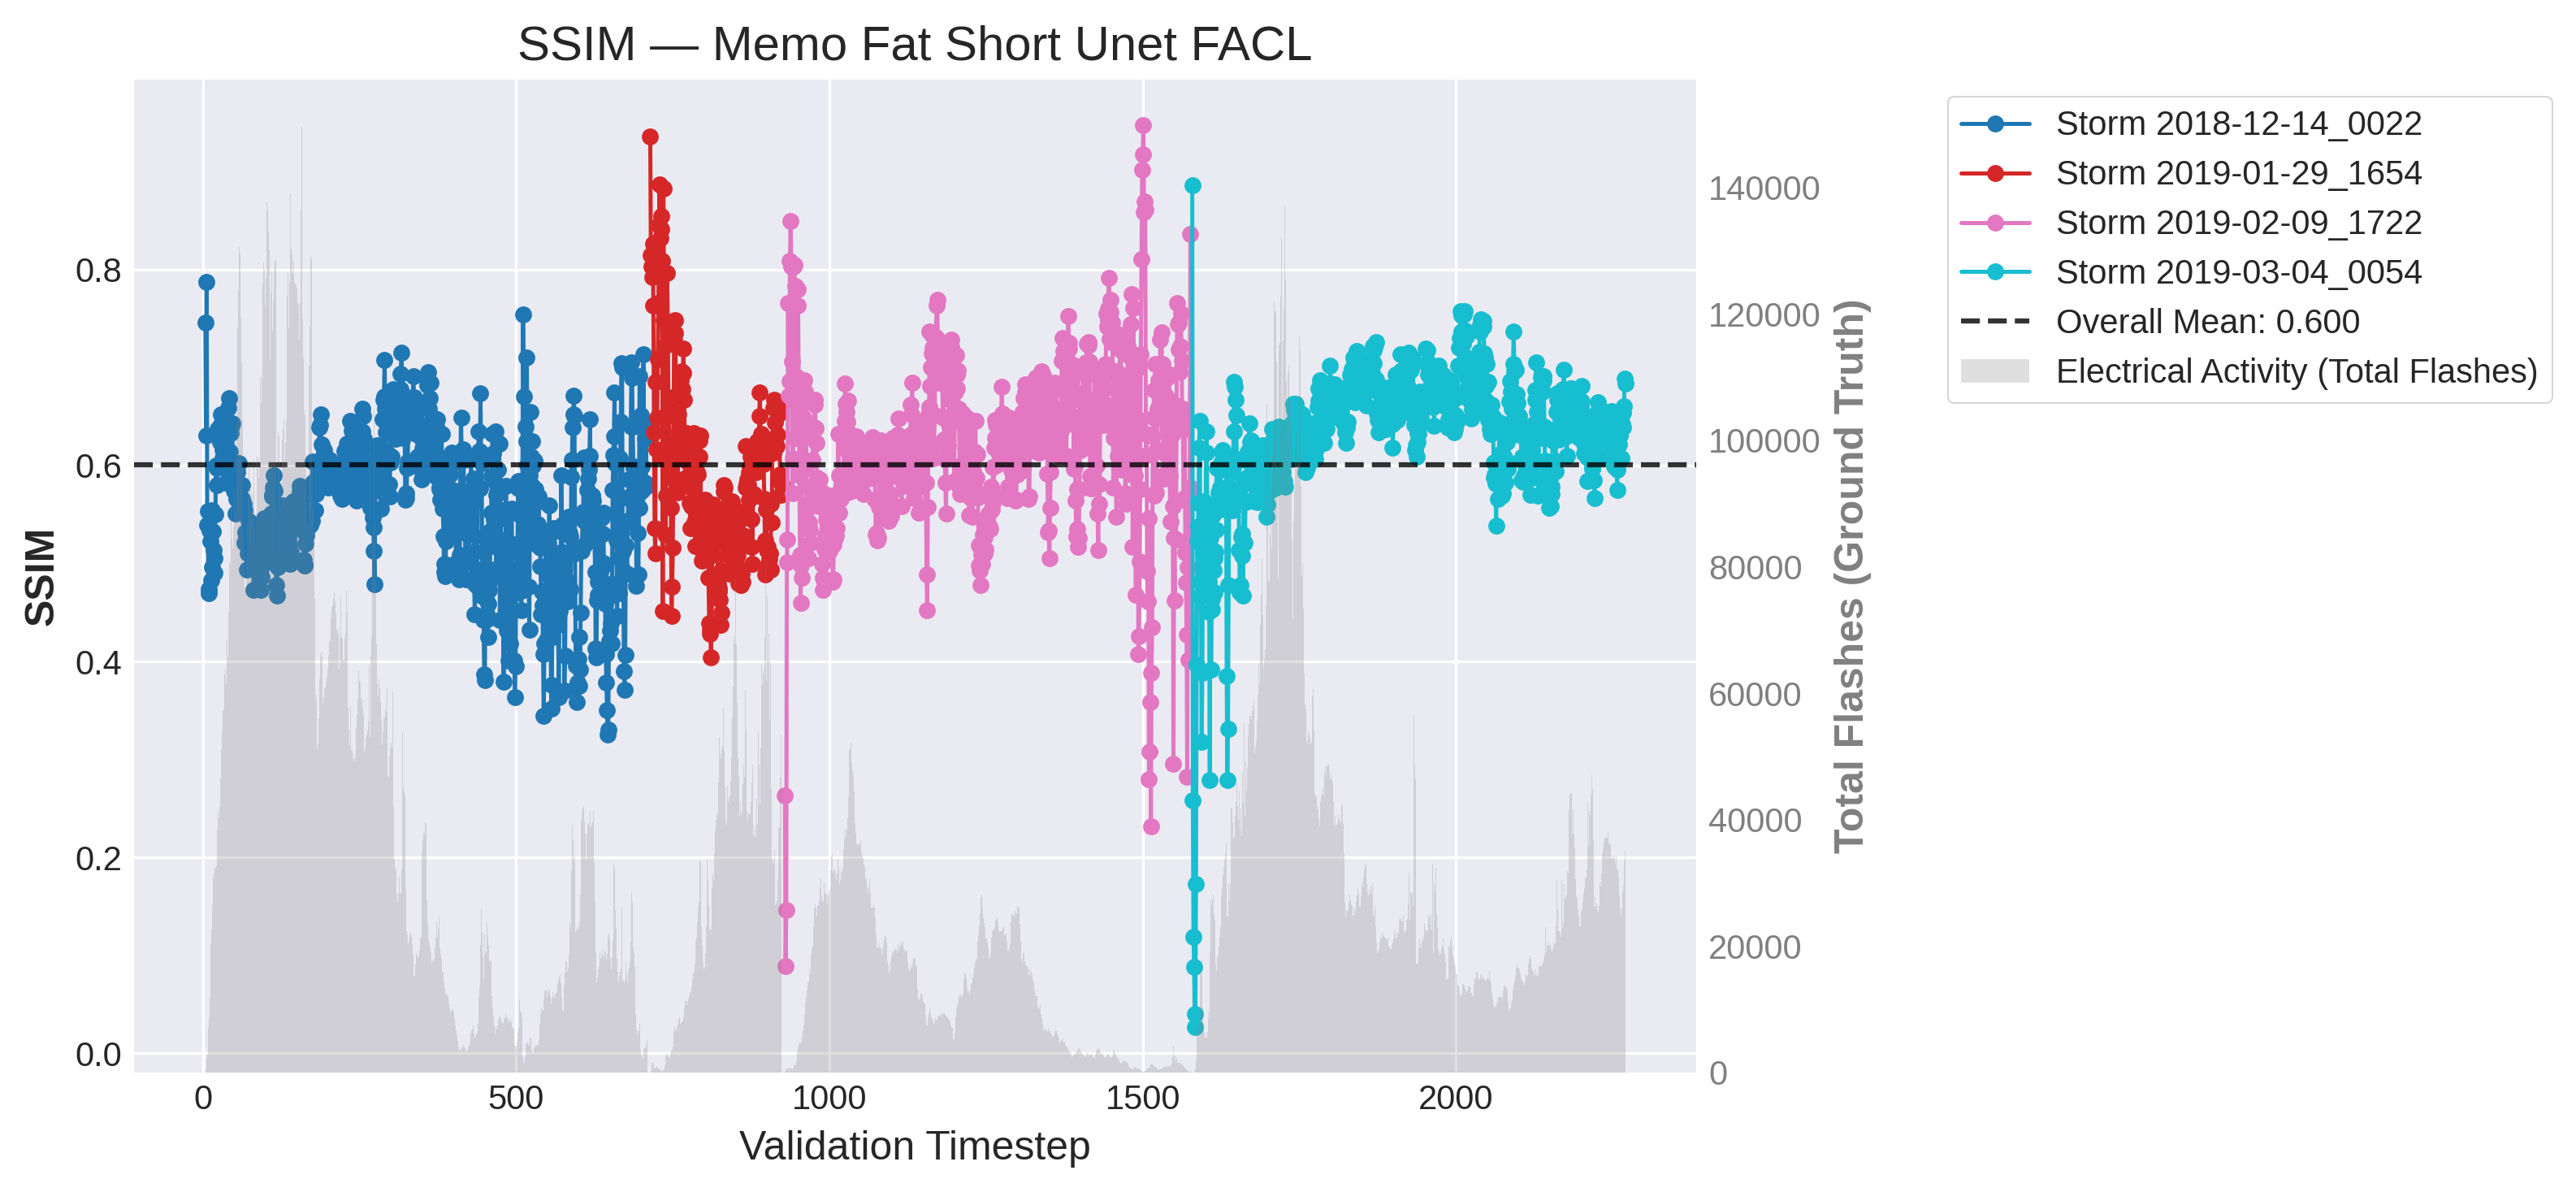 SSIM — Memo Fat Short Unet FACL
SSIM
0.8
0.6
0.4
0.2
0.0
0
500
1000
1500
2000
Validation Timestep
140000
120000
100000
80000
60000
40000
20000
0
Total Flashes (Ground Truth)
Storm 2018-12-14_0022
Storm 2019-01-29_1654
Storm 2019-02-09_1722
Storm 2019-03-04_0054
Overall Mean: 0.600
Electrical Activity (Total Flashes)